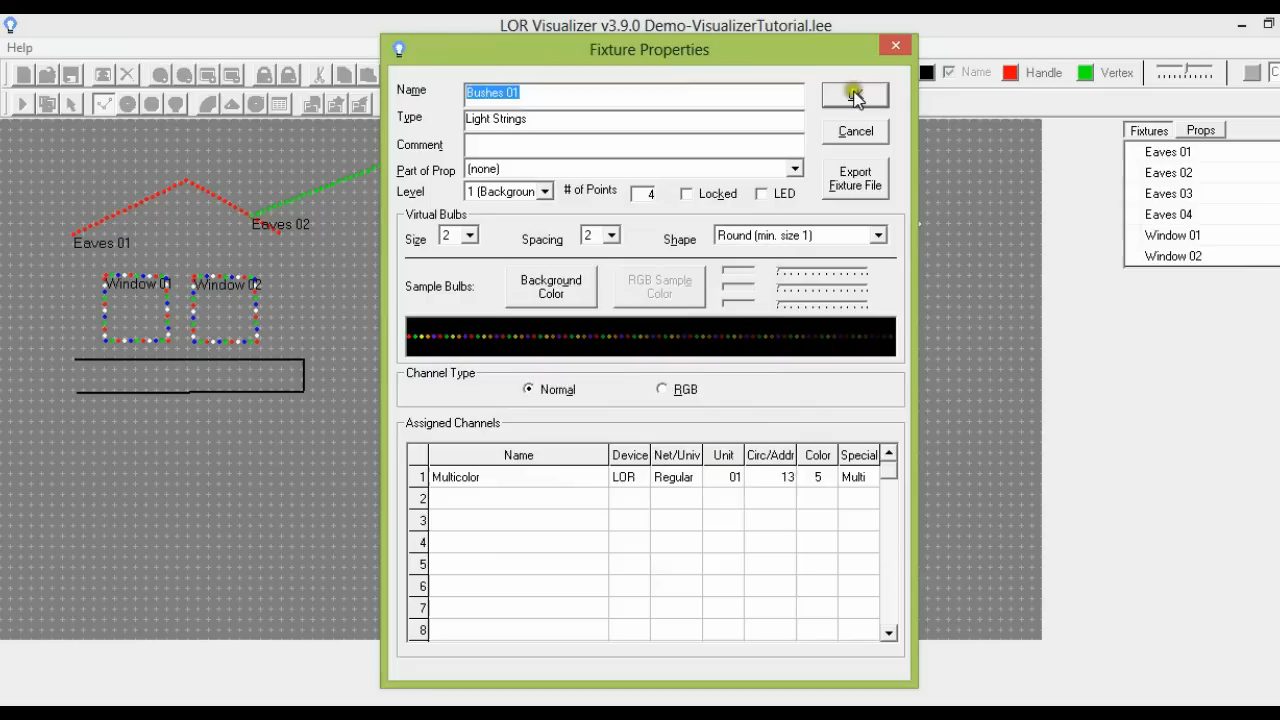 LOR Visualizer v3.9.0 Demo-VisualizerTutorial.lee
Help
Fixture Properties
Name
Handle
Vertex
Name
Bushes 01
Type
Light Strings
Cancel
Comment
Part of Prop
(none)
Export
Fixture File
Level
1 (Backgroun
# of Points
4
Locked
LED
Virtual Bulbs
Size
2
Spacing
2
Shape
Round (min. size 1)
Sample Bulbs:
Background
Color
RGB Sample
Color
Channel Type
Normal
RGB
Assigned Channels
Name
Device
Net/Univ
Unit
Circ/Addr
Color
Special
1
Multicolor
LOR
Regular
01
13
5
Multi
2
3
4
5
6
7
8
Eaves 01
Eaves 02
Window 01
Window 02
Fixtures
Props
Eaves 01
Eaves 02
Eaves 03
Eaves 04
Window 01
Window 02